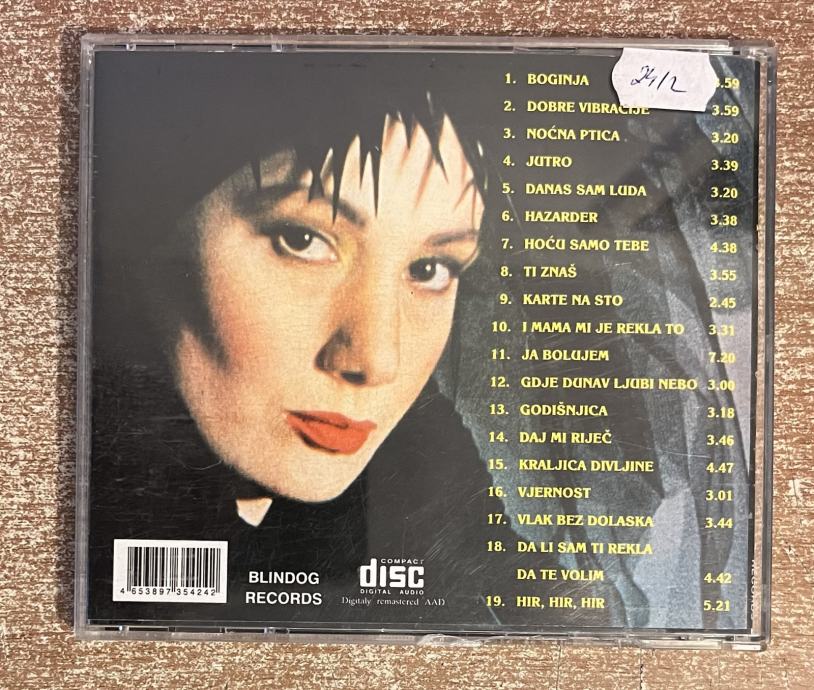 24/2
1. BOGINJA 3.59
2. DOBRE VIBRACIJE 3.59
3. NOĆNA PTICA 3.20
4. JUTRO 3.39
5. DANAS SAM LUDA 3.20
6. HAZARDER 3.38
7. HOĆU SAMO TEBE 4.38
8. TI ZNAŠ 3.55
9. KARTE NA STO 2.45
10. I MAMA MI JE REKLA TO 3.31
11. JA BOLUJEM 7.20
12. GDJE DUNAV LJUBI NEBO 3.00
13. GODIŠNJICA 3.18
14. DAJ MI RIJEČ 3.46
15. KRALJICA DIVLJINE 4.47
16. VJERNOST 3.01
17. VLAK BEZ DOLASKA 3.44
18. DA LI SAM TI REKLA
DA TE VOLIM 4.42
19. HIR, HIR, HIR 5.21
4 653897 354242
BLINDOG
RECORDS
COMPACT
disc
DIGITAL AUDIO
Digitaly remastered AAD